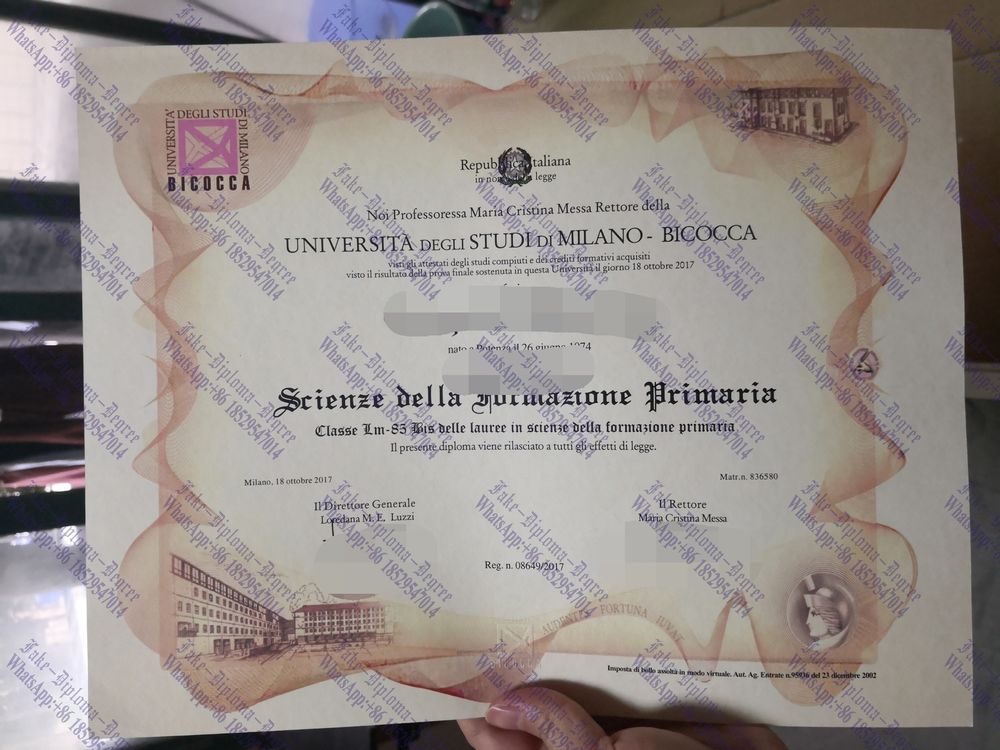 UNIVERSITA' DEGLI STUDI DI MILANO
BICOCCA
Repubblica Italiana
in nome della legge
Noi Professoressa Maria Cristina Messa Rettore della
UNIVERSITÀ DEGLI STUDI DI MILANO - BICOCCA
visti gli attestati degli studi compiuti e dei crediti formativi acquisiti
visto il risultato della prova finale sostenuta in questa Università il giorno 18 ottobre 2017
nato a Potenza il 26 giugno 1974
Scienze della Formazione Primaria
Classe Lm-85 Bis delle lauree in scienze della formazione primaria
Il presente diploma viene rilasciato a tutti gli effetti di legge.
Milano, 18 ottobre 2017
Matr.n. 836580
Il Direttore Generale
Loredana M. E. Luzzi
Il Rettore
Maria Cristina Messa
Reg. n. 08649/2017
AUDENTES FORTUNA IUVAT
Imposta di bollo assolta in modo virtuale. Aut. Ag. Entrate n.95936 del 23 dicembre 2002
Fake-Diploma-Degree
WhatsApp:+86 18529547014